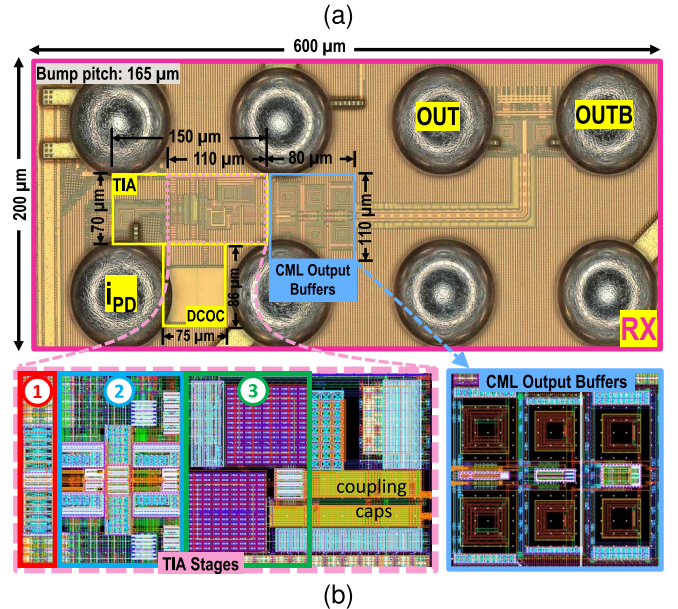 (a)
600 µm
Bump pitch: 165 µm
OUT
OUTB
150 µm
110 µm
80 µm
TIA
200 µm
70 µm
110 µm
CML Output
Buffers
86 µm
iPD
DCOC
75 µm
RX
1
2
3
CML Output Buffers
coupling
caps
TIA Stages
(b)